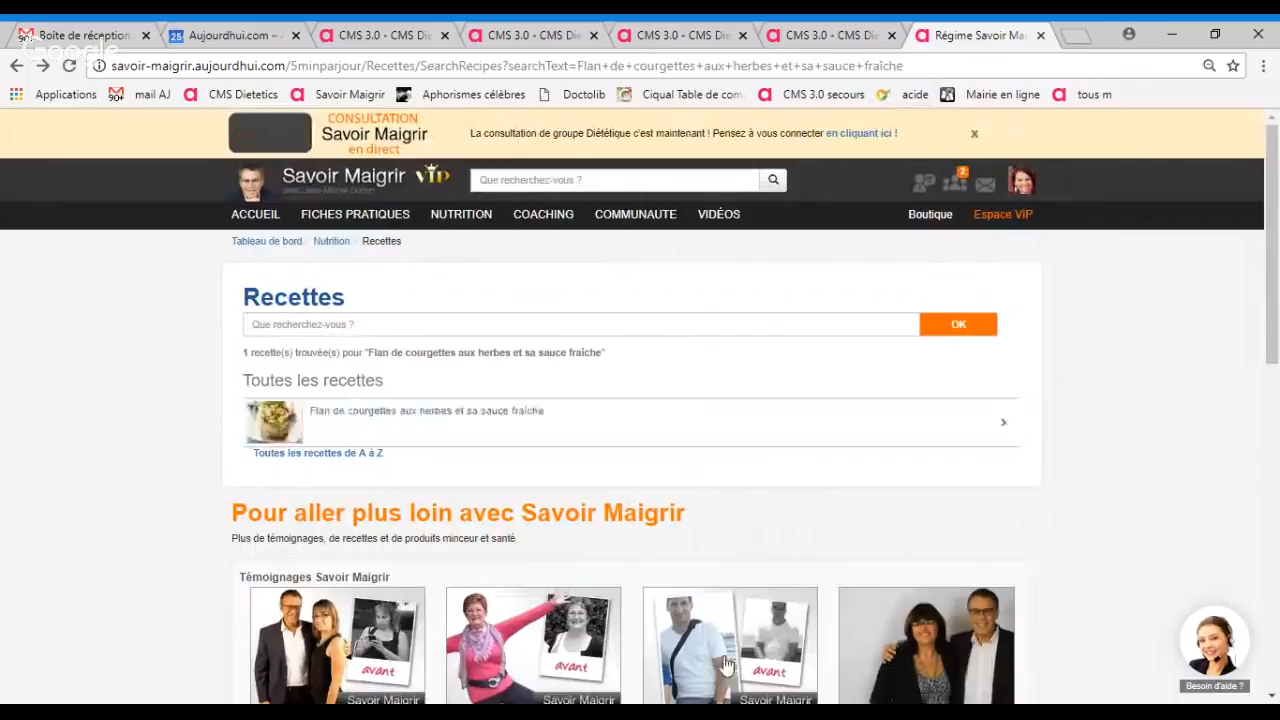 Boîte de réception
Aujourdhui.com –
CMS 3.0 - CMS Die
CMS 3.0 - CMS Die
CMS 3.0 - CMS Die
CMS 3.0 - CMS Die
Régime Savoir Mai
Google
savoir-maigrir.aujourdhui.com/5minparjour/Recettes/SearchRecipes?searchText=Flan+de+courgettes+aux+herbes+et+sa+sauce+fraîche
Applications
mail AJ
CMS Dietetics
Savoir Maigrir
Aphorismes célèbres
Doctolib
Ciqual Table de com
CMS 3.0 secours
acide
Mairie en ligne
tous m
CONSULTATION
Savoir Maigrir
en direct
La consultation de groupe Diététique c'est maintenant ! Pensez à vous connecter en cliquant ici !
x
Savoir Maigrir VIP
Que recherchez-vous ?
2
ACCUEIL
FICHES PRATIQUES
NUTRITION
COACHING
COMMUNAUTE
VIDÉOS
Boutique
Espace VIP
Tableau de bord
Nutrition
Recettes
Recettes
Que recherchez-vous ?
OK
1 recette(s) trouvée(s) pour "Flan de courgettes aux herbes et sa sauce fraîche"
Toutes les recettes
Flan de courgettes aux herbes et sa sauce fraîche
Toutes les recettes de A à Z
Pour aller plus loin avec Savoir Maigrir
Plus de témoignages, de recettes et de produits minceur et santé
Témoignages Savoir Maigrir
avant
avant
avant
Savoir Maigrir
Savoir Maigrir
Savoir Maigrir
Besoin d'aide ?